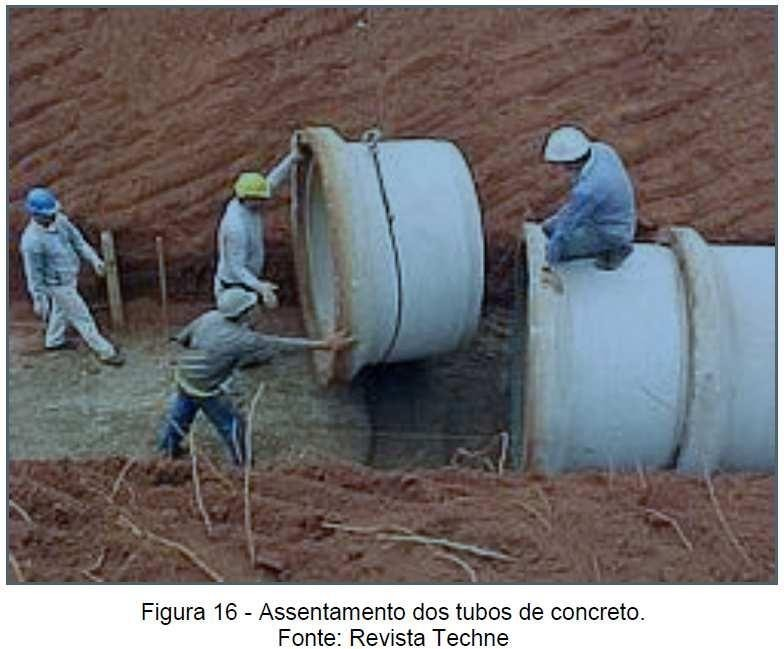 Figura 16 - Assentamento dos tubos de concreto.
Fonte: Revista Techne